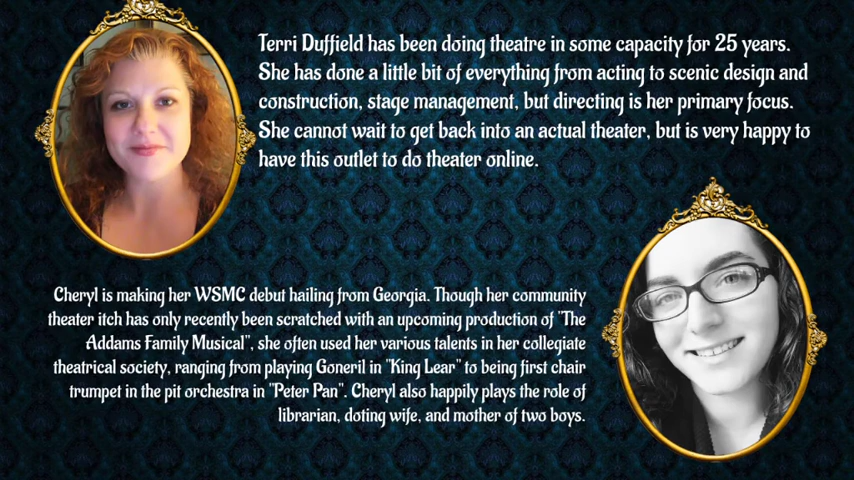 Terri Duffield has been doing theatre in some capacity for 25 years.
She has done a little bit of everything from acting to scenic design and
construction, stage management, but directing is her primary focus.
She cannot wait to get back into an actual theater, but is very happy to
have this outlet to do theater online.
Cheryl is making her WSMC debut hailing from Georgia. Though her community
theater itch has only recently been scratched with an upcoming production of "The
Addams Family Musical", she often used her various talents in her collegiate
theatrical society, ranging from playing Goneril in "King Lear" to being first chair
trumpet in the pit orchestra in "Peter Pan". Cheryl also happily plays the role of
librarian, doting wife, and mother of two boys.